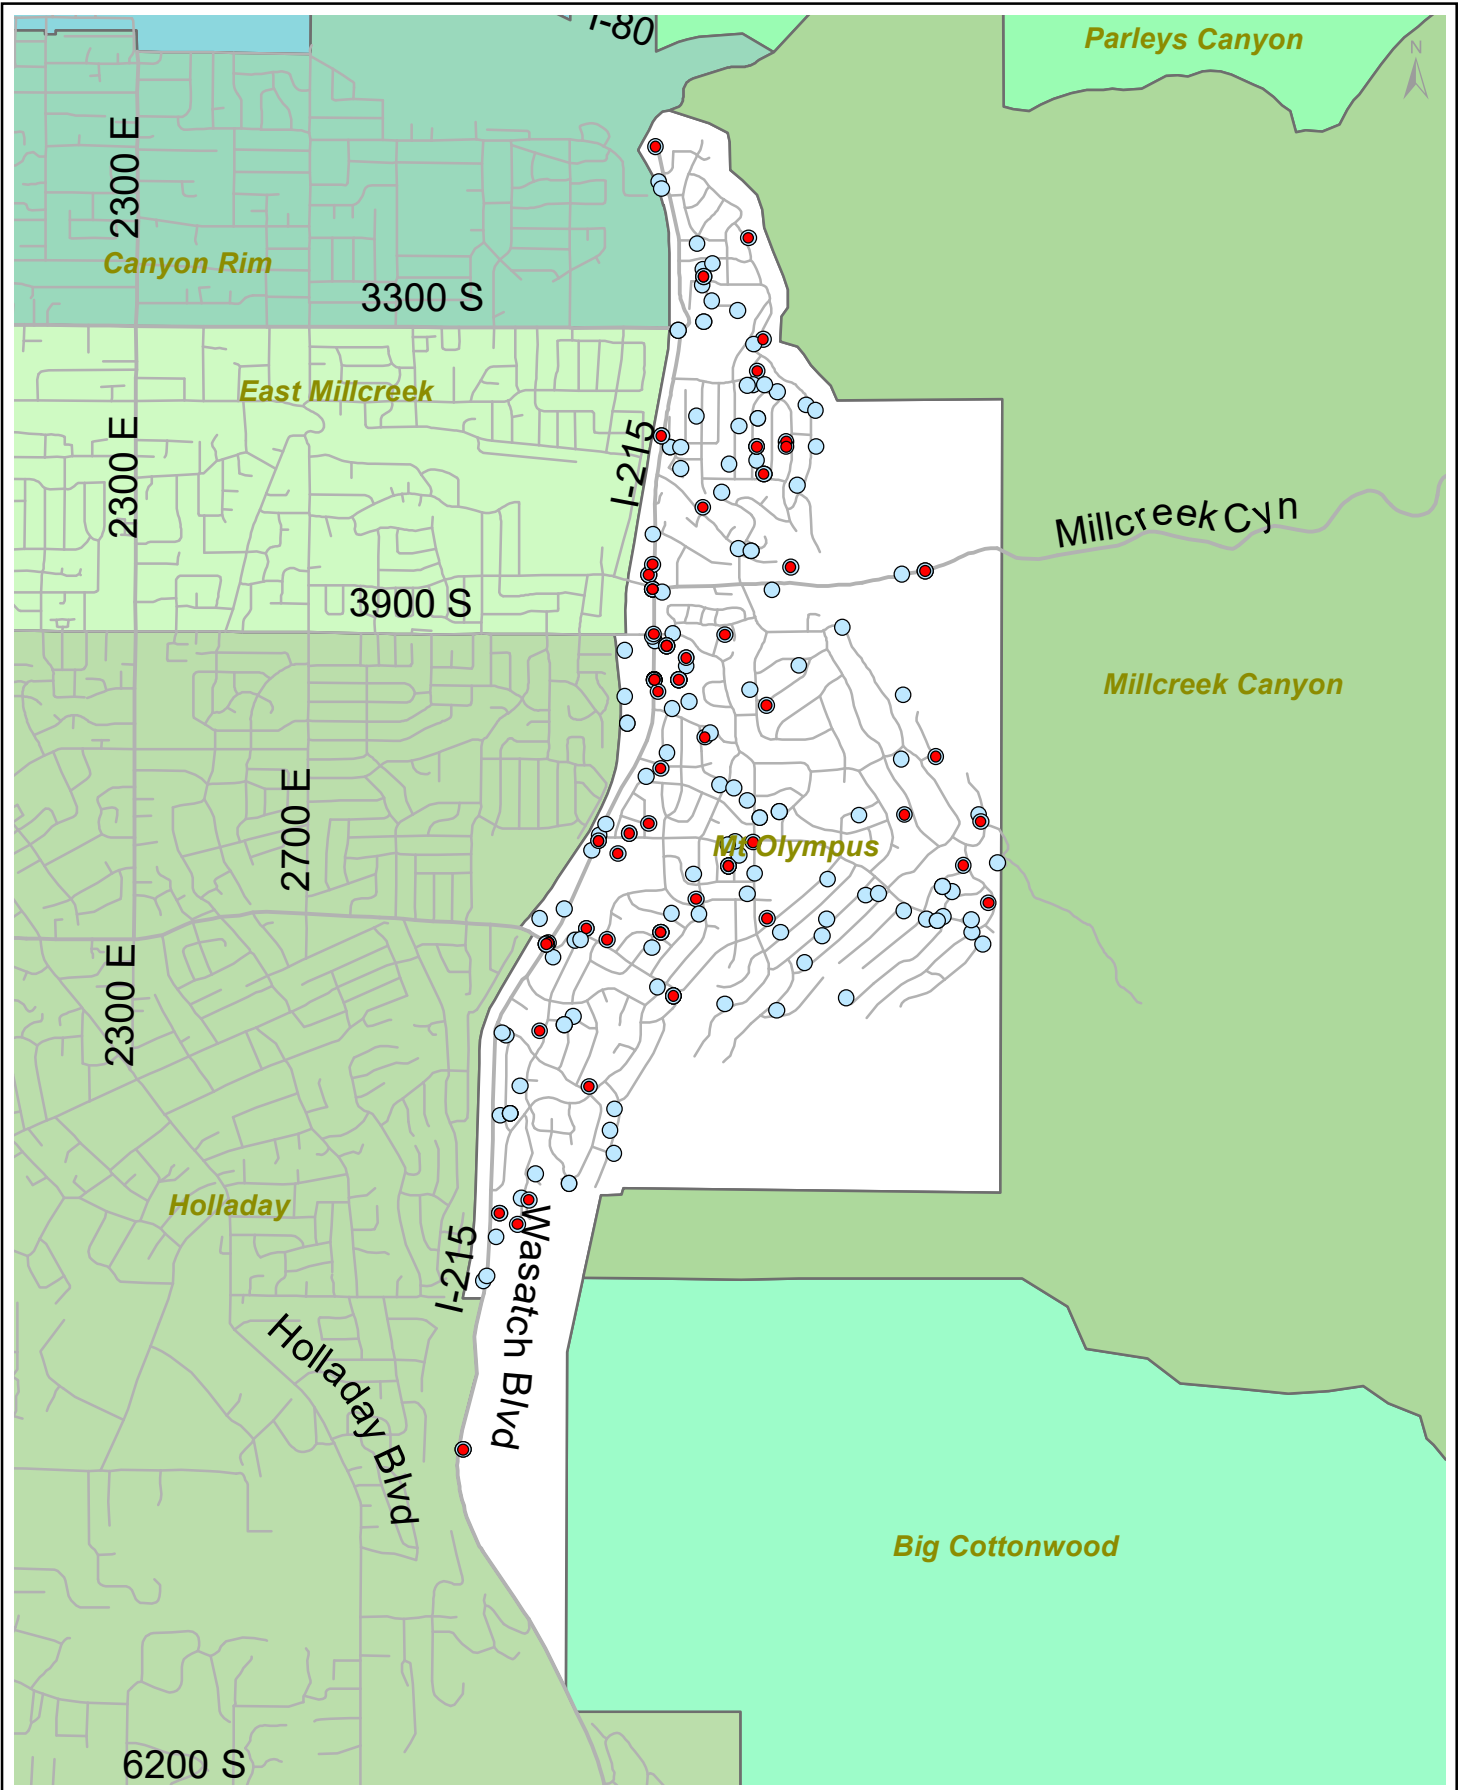 I-80
Parleys Canyon
N
2300 E
Canyon Rim
3300 S
East Millcreek
2300 E
I-215
Millcreek Cyn
3900 S
Millcreek Canyon
2700 E
Mt Olympus
2300 E
Holladay
I-215
Wasatch Blvd
Holladay Blvd
Big Cottonwood
6200 S